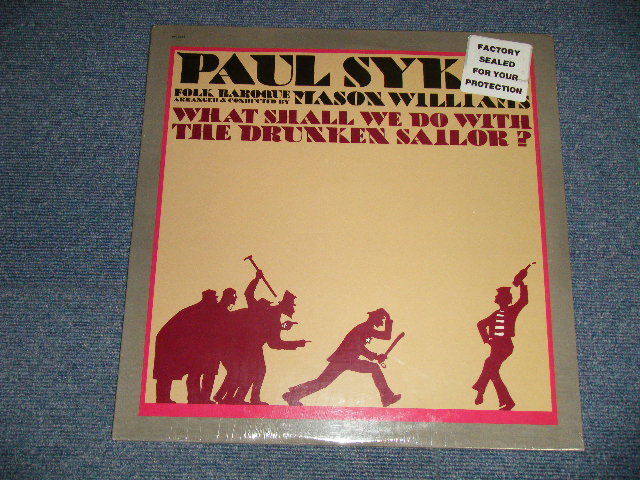 PAUL SYK
FOLK BAROQUE
ARRANGED & CONDUCTED BY MASON WILLIAMS
WHAT SHALL WE DO WITH
THE DRUNKEN SAILOR?
FACTORY
SEALED
FOR YOUR
PROTECTION